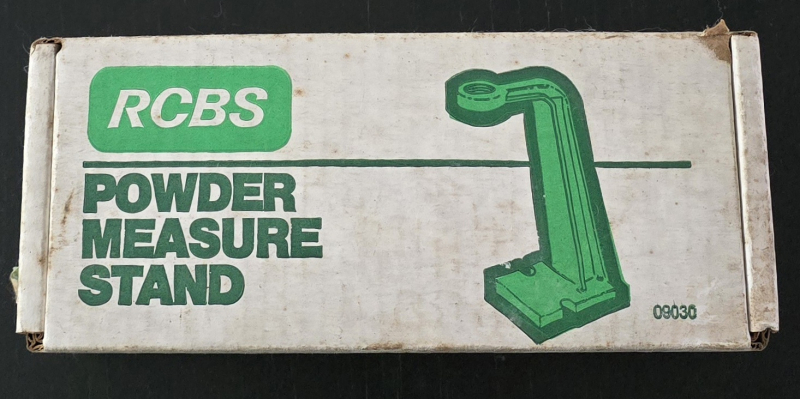 RCBS
POWDER
MEASURE
STAND
09030